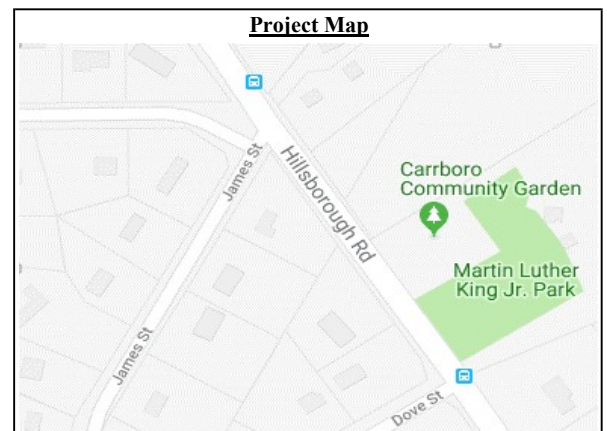 Project Map
James St
Hillsborough Rd
Carrboro
Community Garden
Martin Luther
King Jr. Park
James St
Dove St